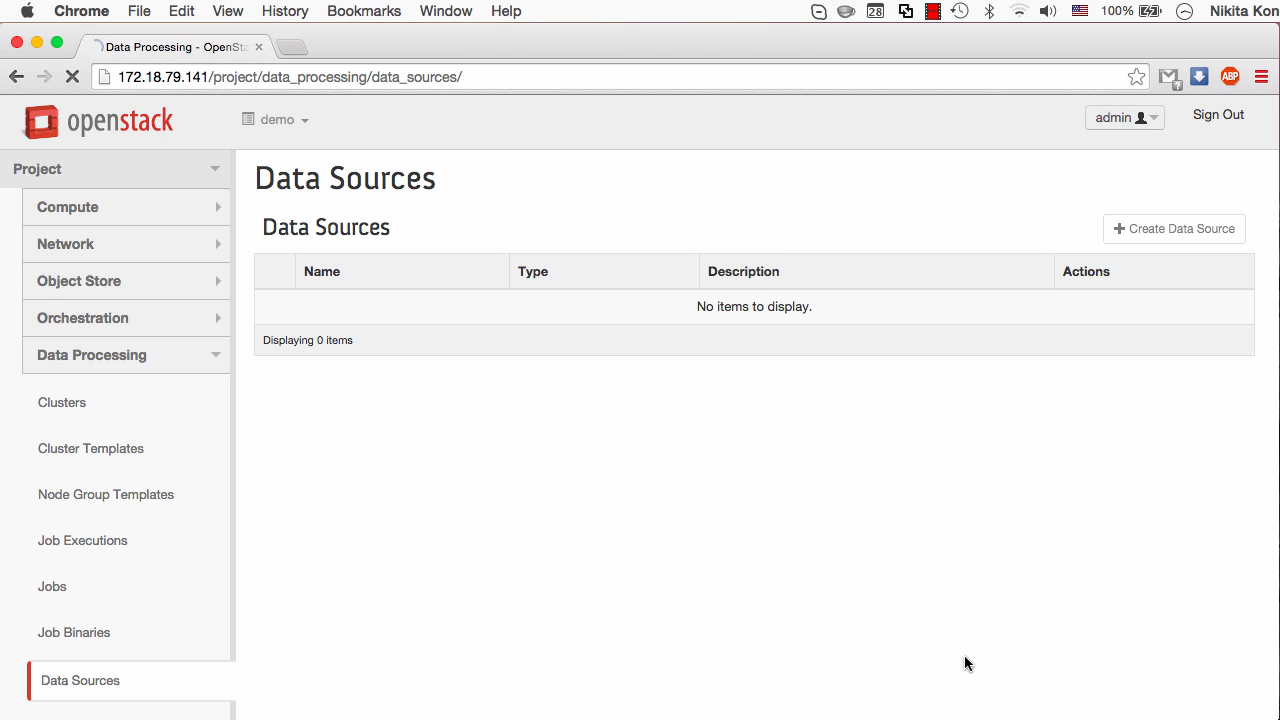 Chrome File Edit View History Bookmarks Window Help 28 100% Nikita Kon
Data Processing - OpenSta
172.18.79.141/project/data_processing/data_sources/ ABP
openstack demo admin Sign Out
Project
Compute
Network
Object Store
Orchestration
Data Processing
Clusters
Cluster Templates
Node Group Templates
Job Executions
Jobs
Job Binaries
Data Sources
Data Sources
Data Sources
+ Create Data Source
Name Type Description Actions
No items to display.
Displaying 0 items